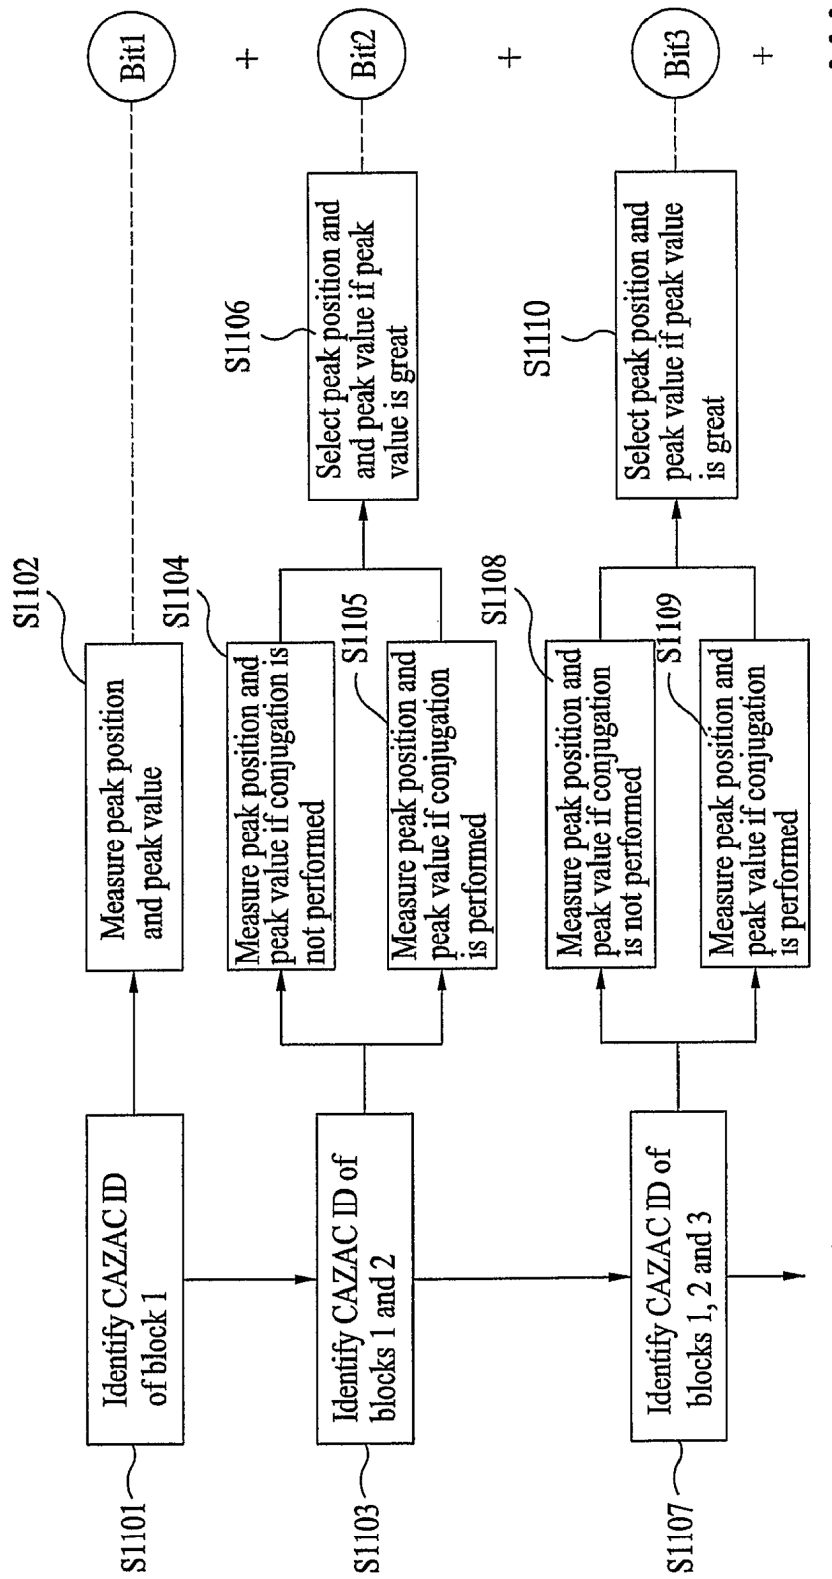 S1101
Identify CAZAC ID
of block 1
S1102
Measure peak position
and peak value
Bit1
+
S1103
Identify CAZAC ID of
blocks 1 and 2
S1104
Measure peak position and
peak value if conjugation is
not performed
S1105
Measure peak position and
peak value if conjugation
is performed
S1106
Select peak position and
and peak value if peak
value is great
Bit2
+
S1107
Identify CAZAC ID of
blocks 1, 2 and 3
S1108
Measure peak position and
peak value if conjugation
is not performed
S1109
Measure peak position and
peak value if conjugation
is performed
S1110
Select peak position and
peak value if peak value
is great
Bit3
+